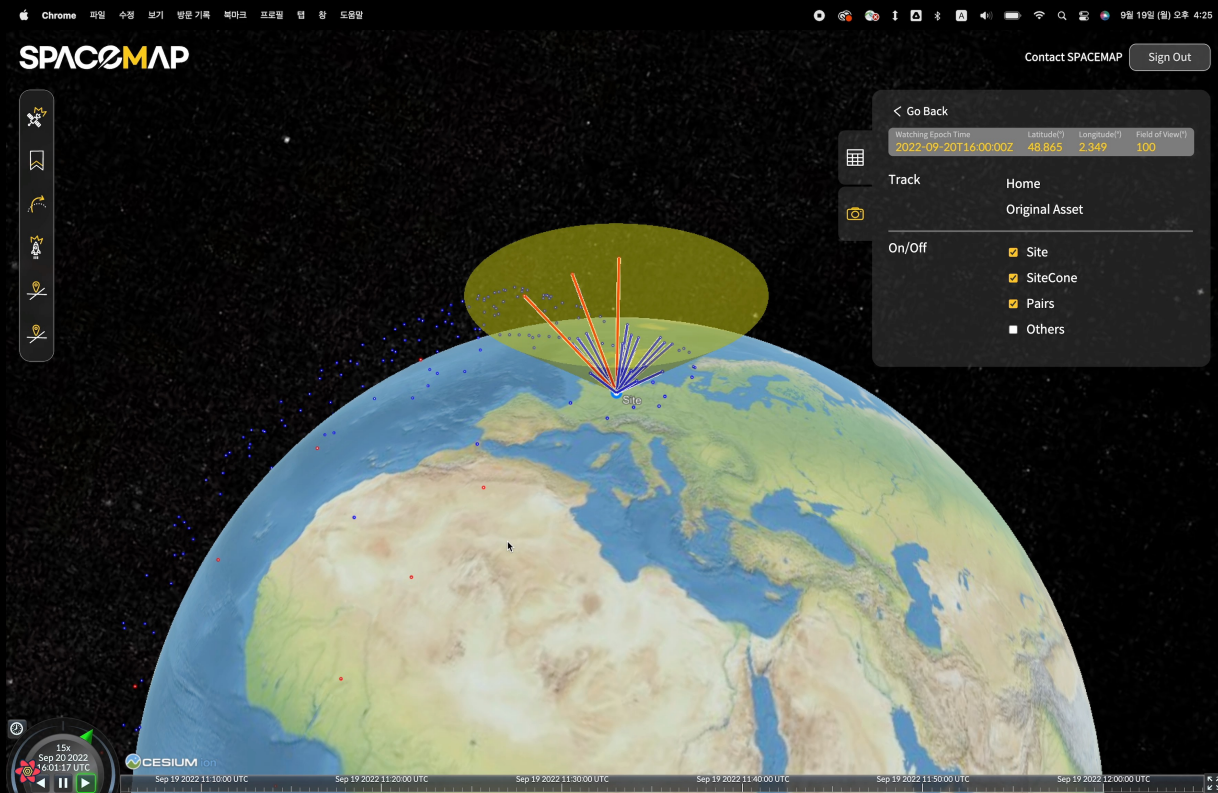 Chrome 파일 수정 보기 방문 기록 북마크 프로필 탭 창 도움말
A 9월 19일 (월) 오후 4:25
SPACEMAP
Contact SPACEMAP Sign Out
Go Back
Watching Epoch Time Latitude(°) Longitude(°) Field of View(°)
2022-09-20T16:00:00Z 48.865 2.349 100
Track
Home
Original Asset
On/Off
Site
SiteCone
Pairs
Others
Site
15x
Sep 20 2022
16:01:17 UTC
CESIUM ion
Sep 19 2022 11:10:00 UTC Sep 19 2022 11:20:00 UTC Sep 19 2022 11:30:00 UTC Sep 19 2022 11:40:00 UTC Sep 19 2022 11:50:00 UTC Sep 19 2022 12:00:00 UTC